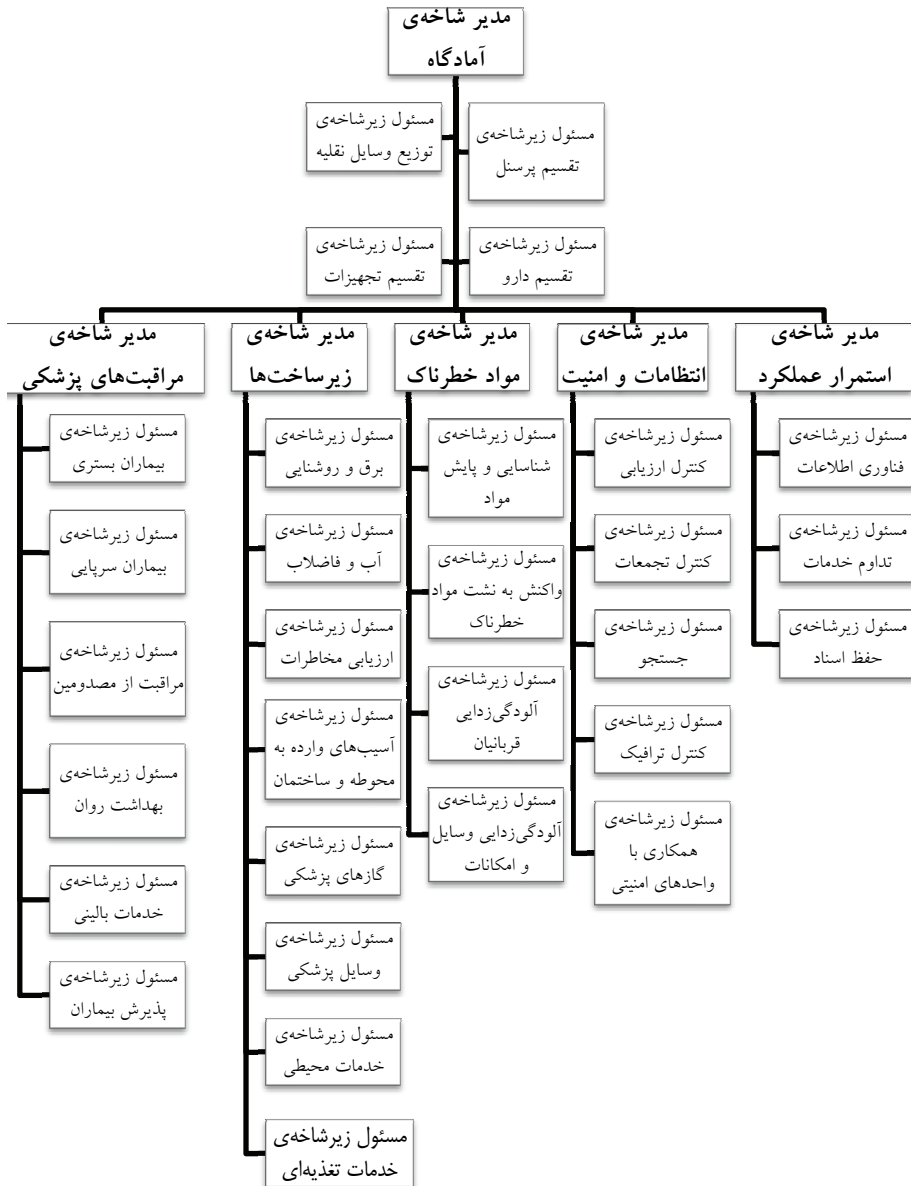 مدیر شاخه‌ی
آمادگاه
مسئول زیرشاخه‌ی
تقسیم پرسنل
مسئول زیرشاخه‌ی
توزیع وسایل نقلیه
مسئول زیرشاخه‌ی
تقسیم دارو
مسئول زیرشاخه‌ی
تقسیم تجهیزات
مدیر شاخه‌ی
استمرار عملکرد
مسئول زیرشاخه‌ی
فناوری اطلاعات
مسئول زیرشاخه‌ی
تداوم خدمات
مسئول زیرشاخه‌ی
حفظ اسناد
مدیر شاخه‌ی
انتظامات و امنیت
مسئول زیرشاخه‌ی
کنترل ارزیابی
مسئول زیرشاخه‌ی
کنترل تجمعات
مسئول زیرشاخه‌ی
جستجو
مسئول زیرشاخه‌ی
کنترل ترافیک
مسئول زیرشاخه‌ی
همکاری با
واحدهای امنیتی
مدیر شاخه‌ی
مواد خطرناک
مسئول زیرشاخه‌ی
شناسایی و پایش
مواد
مسئول زیرشاخه‌ی
واکنش به نشت مواد
خطرناک
مسئول زیرشاخه‌ی
آلودگی‌زدایی
قربانیان
مسئول زیرشاخه‌ی
آلودگی‌زدایی وسایل
و امکانات
مدیر شاخه‌ی
زیرساخت‌ها
مسئول زیرشاخه‌ی
برق و روشنایی
مسئول زیرشاخه‌ی
آب و فاضلاب
مسئول زیرشاخه‌ی
ارزیابی مخاطرات
مسئول زیرشاخه‌ی
آسیب‌های وارده به
محوطه و ساختمان
مسئول زیرشاخه‌ی
گازهای پزشکی
مسئول زیرشاخه‌ی
وسایل پزشکی
مسئول زیرشاخه‌ی
خدمات محیطی
مسئول زیرشاخه‌ی
خدمات تغذیه‌ای
مدیر شاخه‌ی
مراقبت‌های پزشکی
مسئول زیرشاخه‌ی
بیماران بستری
مسئول زیرشاخه‌ی
بیماران سرپایی
مسئول زیرشاخه‌ی
مراقبت از مصدومین
مسئول زیرشاخه‌ی
بهداشت روان
مسئول زیرشاخه‌ی
خدمات بالینی
مسئول زیرشاخه‌ی
پذیرش بیماران